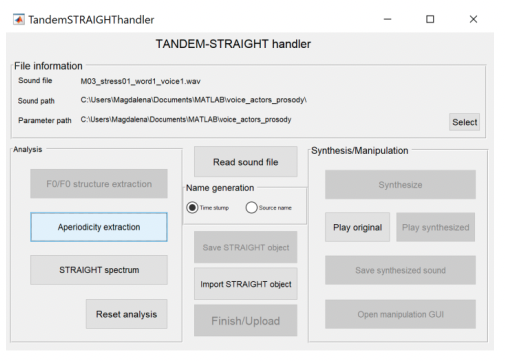 TandemSTRAIGHThandler
TANDEM-STRAIGHT handler
File information
Sound file M03_stress01_word1_voice1.wav
Sound path C:\Users\Magdalena\Documents\MATLAB\voice_actors_prosody\
Parameter path C:\Users\Magdalena\Documents\MATLAB\voice_actors_prosody
Select
Analysis
F0/F0 structure extraction
Aperiodicity extraction
STRAIGHT spectrum
Reset analysis
Read sound file
Name generation
Time stump Source name
Save STRAIGHT object
Import STRAIGHT object
Finish/Upload
Synthesis/Manipulation
Synthesize
Play original Play synthesized
Save synthesized sound
Open manipulation GUI